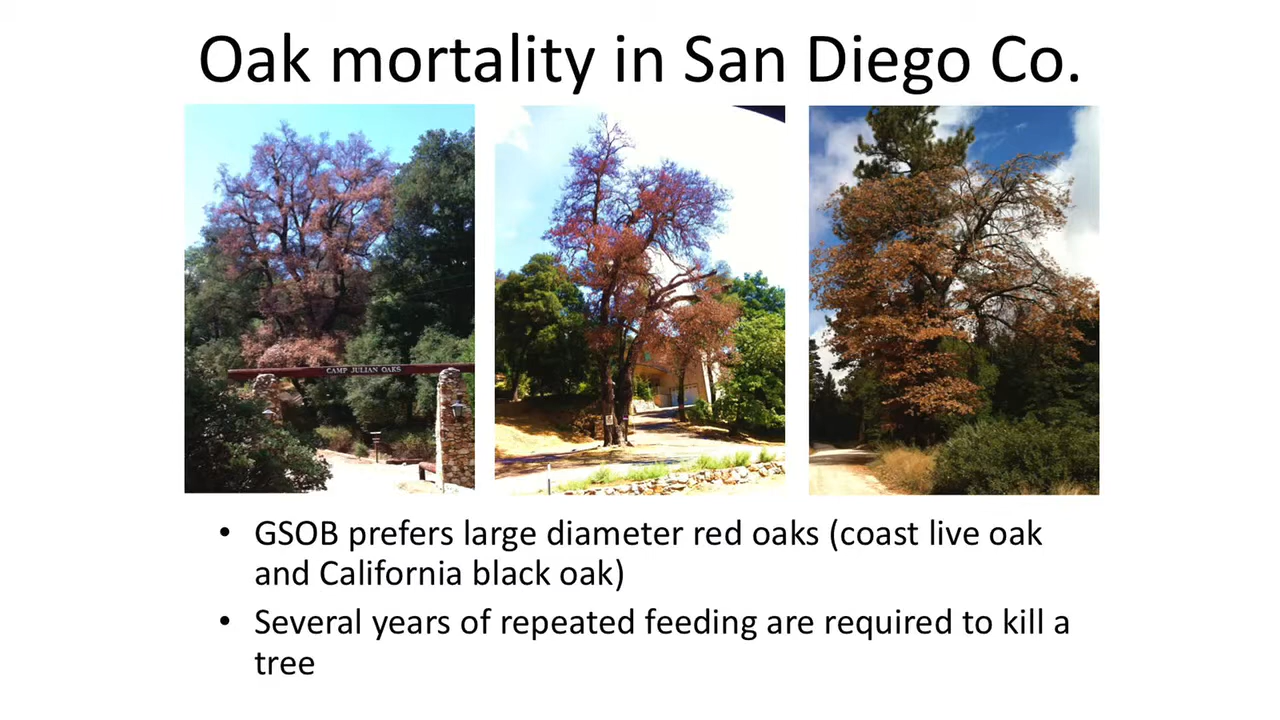 Oak mortality in San Diego Co.
CAMP JULIAN OAKS
• GSOB prefers large diameter red oaks (coast live oak
and California black oak)
• Several years of repeated feeding are required to kill a
tree